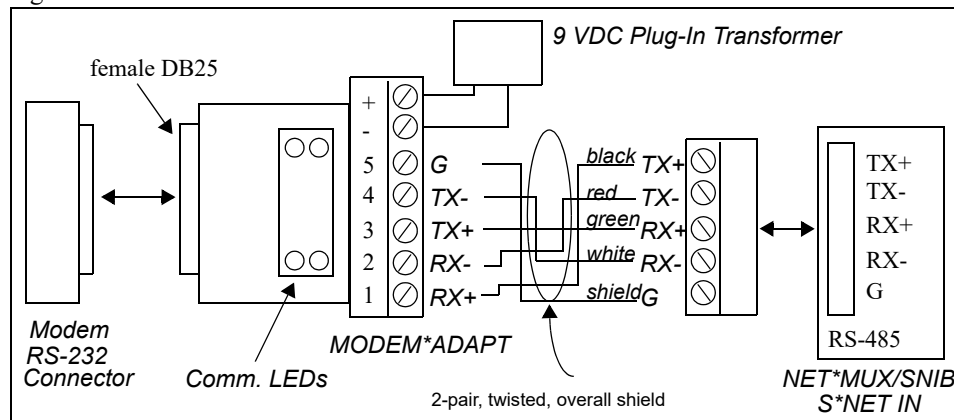 9 VDC Plug-In Transformer
female DB25
+
-
5 G
4 TX-
3 TX+
2 RX-
1 RX+
black TX+
red TX-
green RX+
white RX-
shield G
TX+
TX-
RX+
RX-
G
RS-485
Modem
RS-232
Connector
Comm. LEDs
MODEM*ADAPT
2-pair, twisted, overall shield
NET*MUX/SNIB
S*NET IN